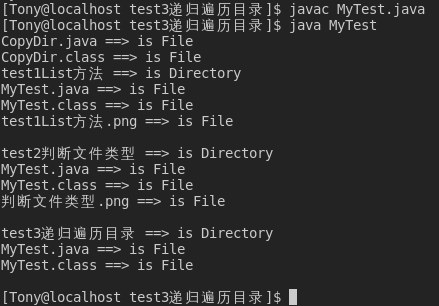 [Tony@localhost test3递归遍历目录]$ javac MyTest.java
[Tony@localhost test3递归遍历目录]$ java MyTest
CopyDir.java ==> is File
CopyDir.class ==> is File
test1List方法 ==> is Directory
MyTest.java ==> is File
MyTest.class ==> is File
test1List方法.png ==> is File
test2判断文件类型 ==> is Directory
MyTest.java ==> is File
MyTest.class ==> is File
判断文件类型.png ==> is File
test3递归遍历目录 ==> is Directory
MyTest.java ==> is File
MyTest.class ==> is File
[Tony@localhost test3递归遍历目录]$